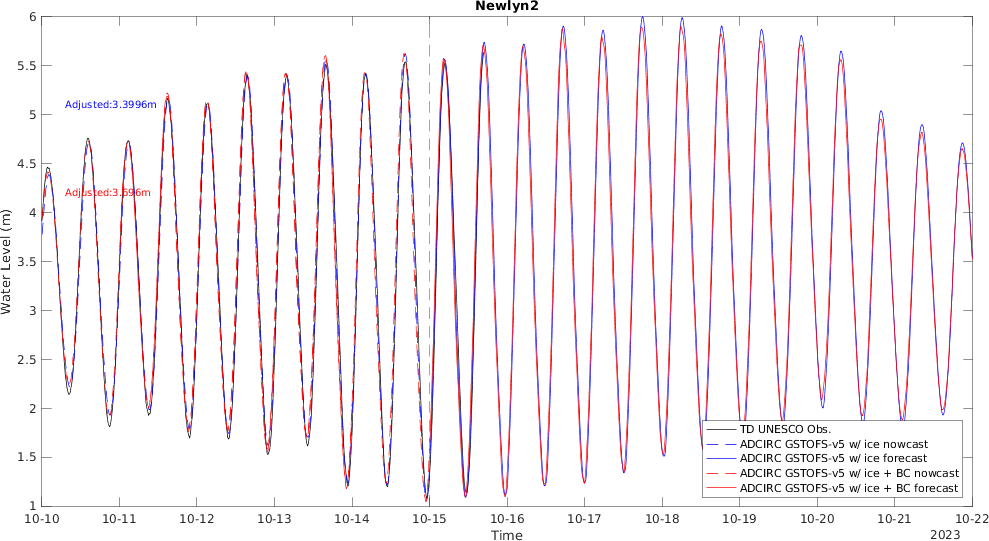 Newlyn2
Water Level (m)
6
5.5
5
4.5
4
3.5
3
2.5
2
1.5
1
Adjusted:3.3996m
Adjusted:3.696m
TD UNESCO Obs.
ADCIRC GSTOFS-v5 w/ ice nowcast
ADCIRC GSTOFS-v5 w/ ice forecast
ADCIRC GSTOFS-v5 w/ ice + BC nowcast
ADCIRC GSTOFS-v5 w/ ice + BC forecast
10-10 10-11 10-12 10-13 10-14 10-15 10-16 10-17 10-18 10-19 10-20 10-21 10-22
Time
2023